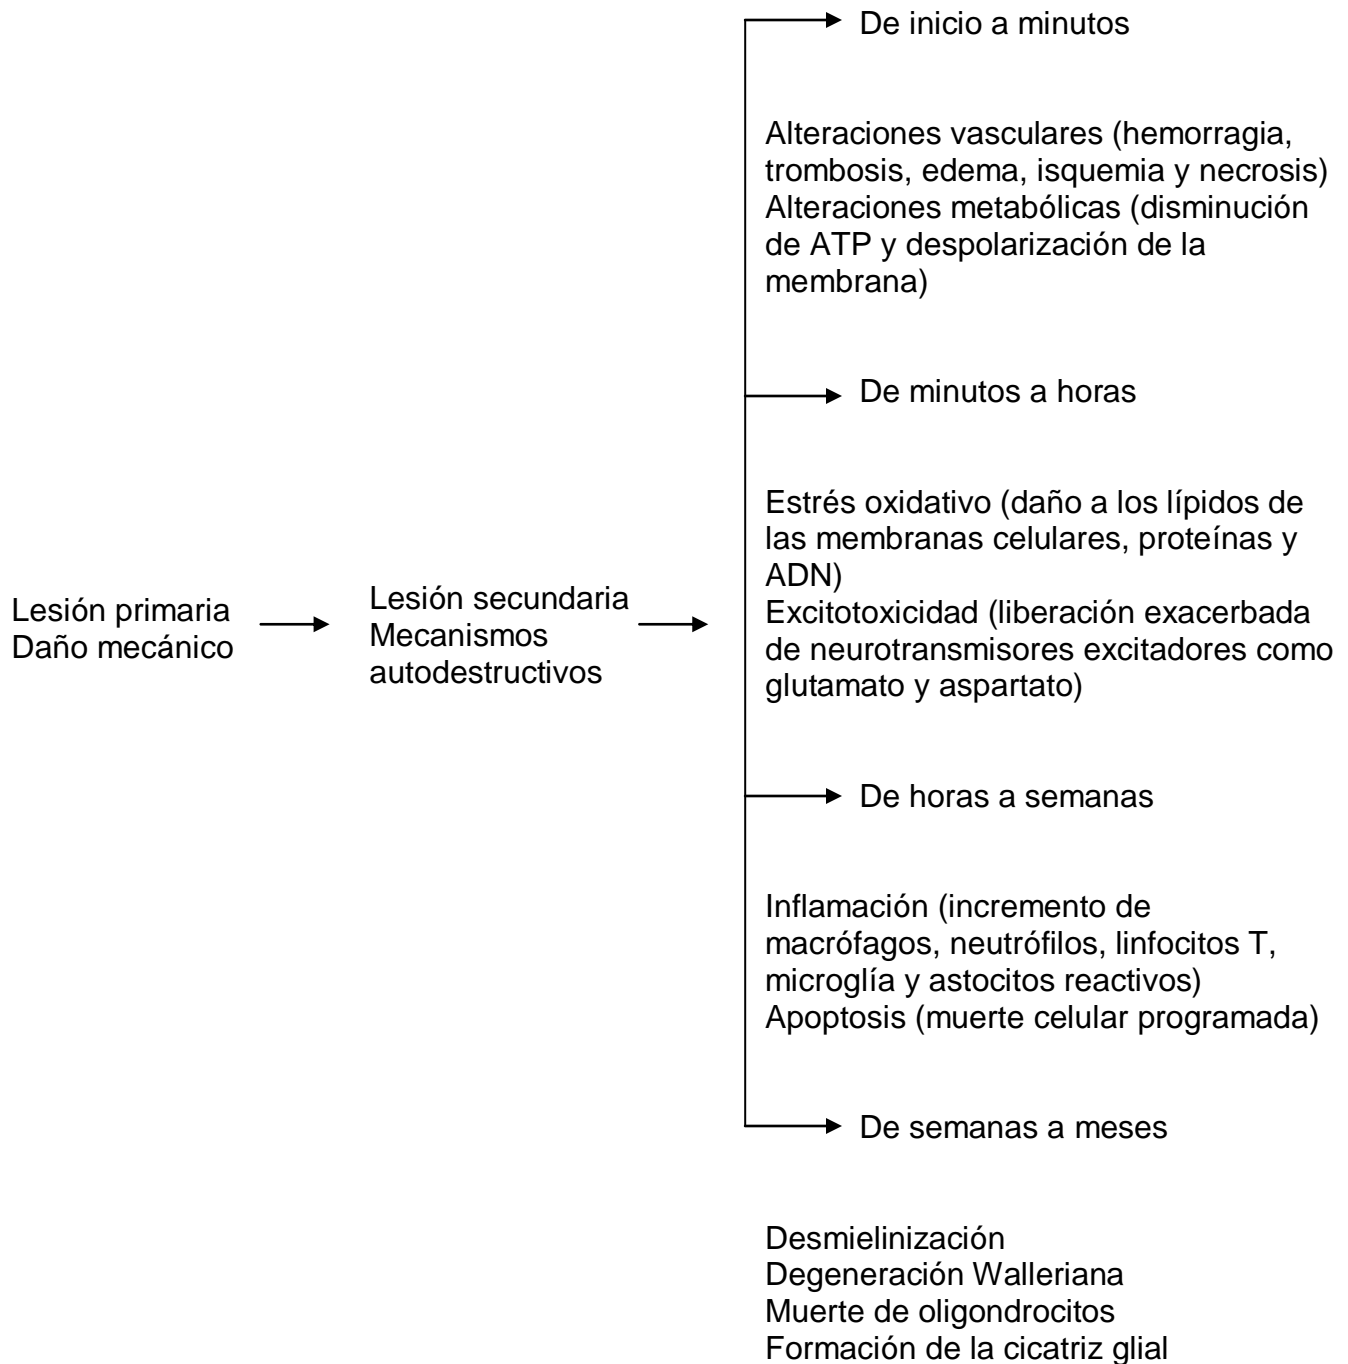 Lesión primaria
Daño mecánico
Lesión secundaria
Mecanismos
autodestructivos
De inicio a minutos
Alteraciones vasculares (hemorragia,
trombosis, edema, isquemia y necrosis)
Alteraciones metabólicas (disminución
de ATP y despolarización de la
membrana)
De minutos a horas
Estrés oxidativo (daño a los lípidos de
las membranas celulares, proteínas y
ADN)
Excitotoxicidad (liberación exacerbada
de neurotransmisores excitadores como
glutamato y aspartato)
De horas a semanas
Inflamación (incremento de
macrófagos, neutrófilos, linfocitos T,
microglía y astocitos reactivos)
Apoptosis (muerte celular programada)
De semanas a meses
Desmielinización
Degeneración Walleriana
Muerte de oligondrocitos
Formación de la cicatriz glial